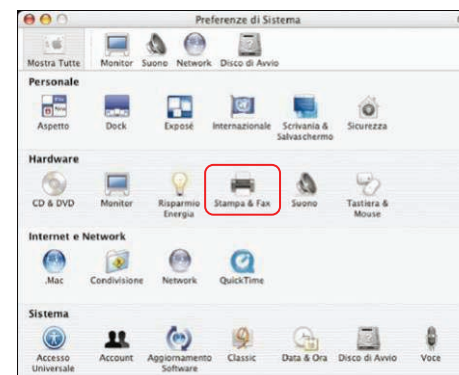 Preferenze di Sistema
Mostra Tutte Monitor Suono Network Disco di Avvio
Personale
Aspetto Dock Exposé Internazionale Scrivania & Salvaschermo Sicurezza
Hardware
CD & DVD Monitor Risparmio Energia Stampa & Fax Suono Tastiera & Mouse
Internet e Network
.Mac Condivisione Network QuickTime
Sistema
Accesso Universale Account Aggiornamento Software Classic Data & Ora Disco di Avvio Voce